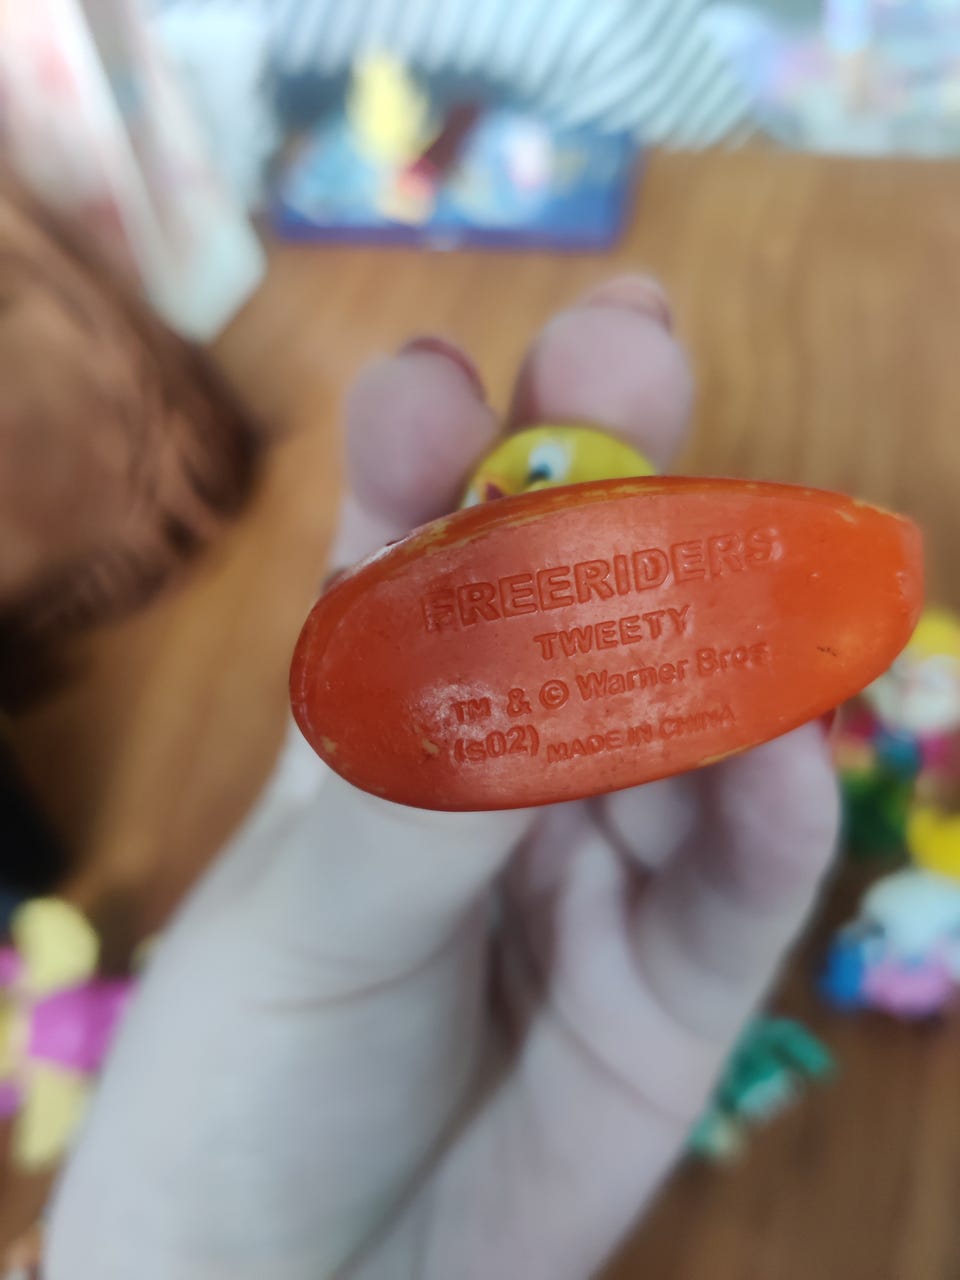 FREERIDERS
TWEETY
TM & © Warner Bros
(s02) MADE IN CHINA